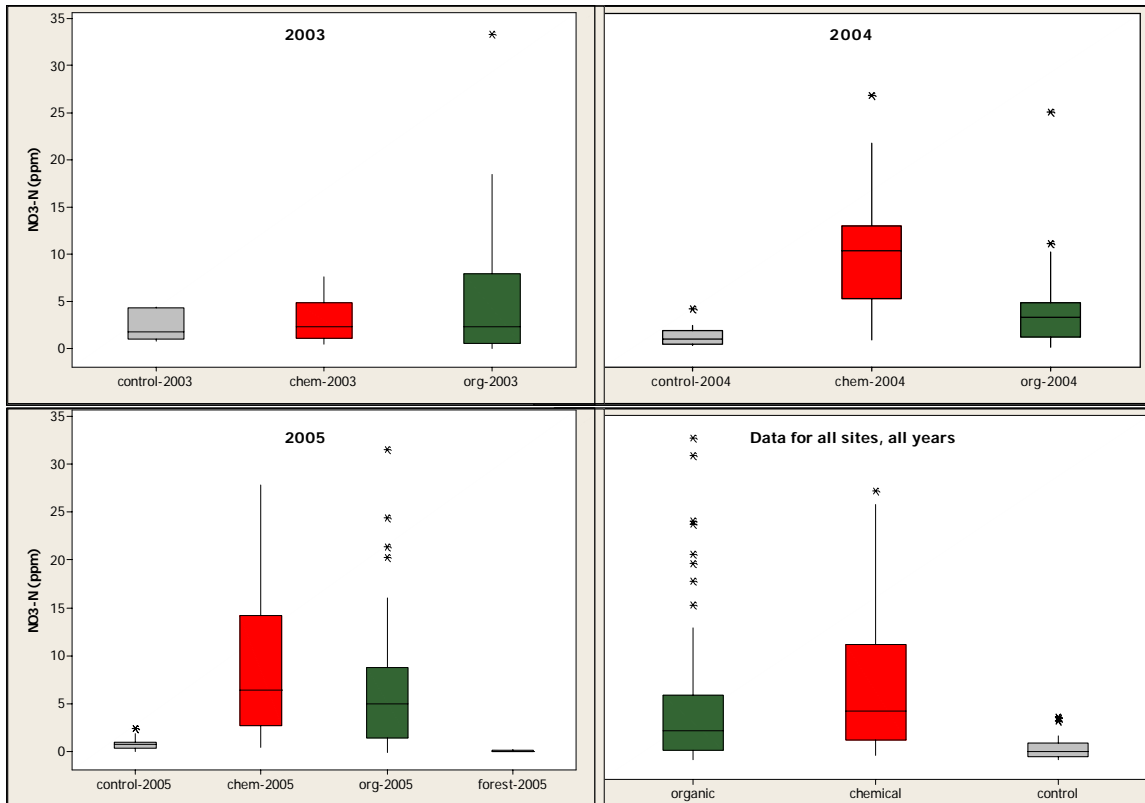 2003
35
30
25
20
15
10
5
0
NO3-N (ppm)
control-2003 chem-2003 org-2003
2004
control-2004 chem-2004 org-2004
2005
35
30
25
20
15
10
5
0
NO3-N (ppm)
control-2005 chem-2005 org-2005 forest-2005
Data for all sites, all years
organic chemical control